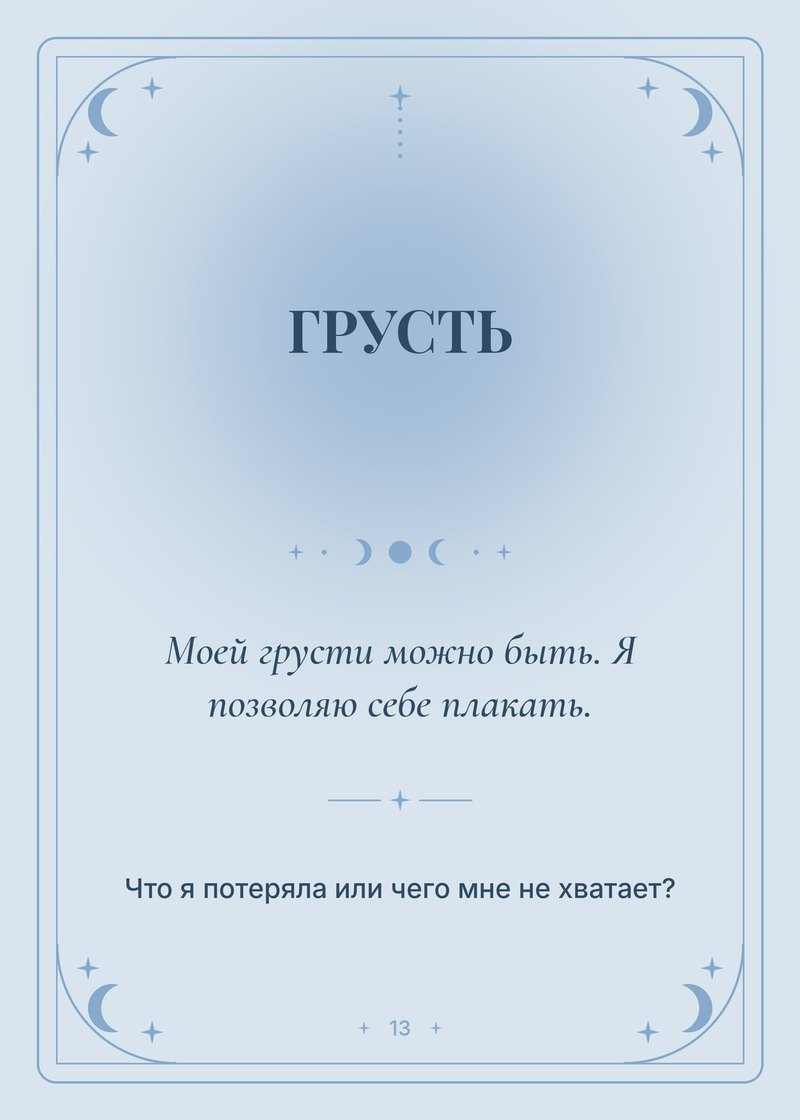 ГРУСТЬ
Моей грусти можно быть. Я
позволяю себе плакать.
Что я потеряла или чего мне не хватает?
13